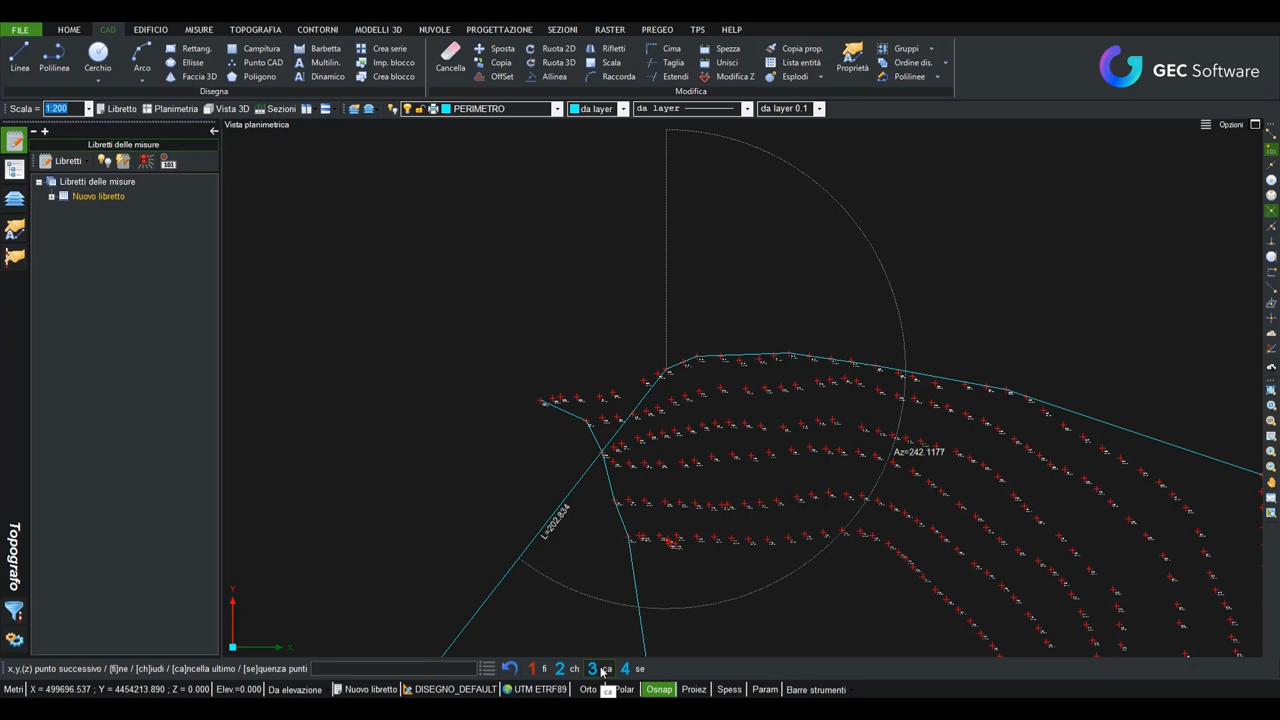 FILE HOME CAD EDIFICIO MISURE TOPOGRAFIA CONTORNI MODELLI 3D NUVOLE PROGETTAZIONE SEZIONI RASTER PREGEO TPS HELP
Rettang. Campitura Barbetta Crea serie Sposta Ruota 2D Rifletti Cima Spezza Copia prop. Gruppi
Ellisse Punto CAD Multilin. Imp. blocco Copia Ruota 3D Scala Taglia Unisci Lista entità Ordine dis.
Linea Polilinea Cerchio Arco Cancella Proprietà
Faccia 3D Poligono Dinamico Crea blocco OffSet Allinea Raccorda Estendi Modifica Z Esplodi Polilinee
Disegna Modifica
GEC Software
Scala = 1:200 Libretto Planimetria Vista 3D Sezioni PERIMETRO da layer da layer da layer 0.1
Vista planimetrica Opzioni
Libretti delle misure
Libretti
Libretti delle misure
Nuovo libretto
Az=242.1177
L=202.834
Topografo
Y
X
x,y,(z) punto successivo / [fi]ne / [ch]iudi / [ca]ncella ultimo / [se]quenza punti 1 fi 2 ch 3 ca 4 se
Metri X = 499696.537 ; Y = 4454213.890 ; Z = 0.000 Elev.=0.000 Da elevazione Nuovo libretto DISEGNO_DEFAULT UTM ETRF89 Orto Polar Osnap Proiez Spess Param Barre strumenti
ca